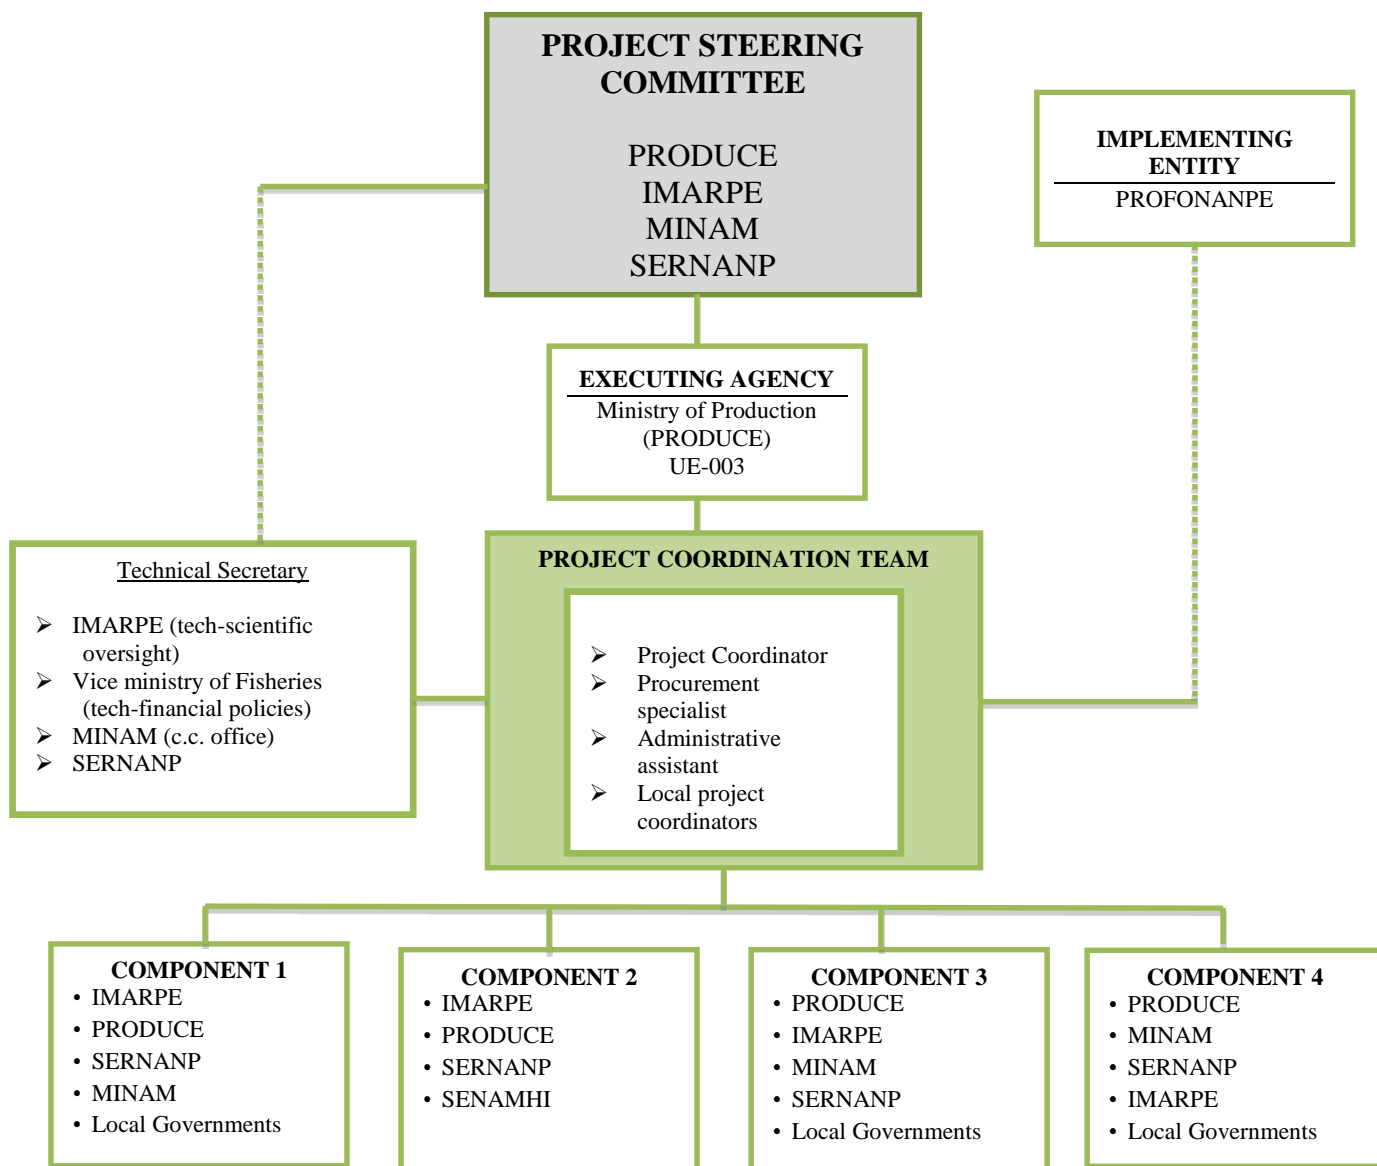 PROJECT STEERING
COMMITTEE
PRODUCE
IMARPE
MINAM
SERNANP
IMPLEMENTING
ENTITY
PROFONANPE
EXECUTING AGENCY
Ministry of Production
(PRODUCE)
UE-003
Technical Secretary
➢ IMARPE (tech-scientific
oversight)
➢ Vice ministry of Fisheries
(tech-financial policies)
➢ MINAM (c.c. office)
➢ SERNANP
PROJECT COORDINATION TEAM
➢ Project Coordinator
➢ Procurement
specialist
➢ Administrative
assistant
➢ Local project
coordinators
COMPONENT 1
• IMARPE
• PRODUCE
• SERNANP
• MINAM
• Local Governments
COMPONENT 2
• IMARPE
• PRODUCE
• SERNANP
• SENAMHI
COMPONENT 3
• PRODUCE
• IMARPE
• MINAM
• SERNANP
• Local Governments
COMPONENT 4
• PRODUCE
• MINAM
• SERNANP
• IMARPE
• Local Governments